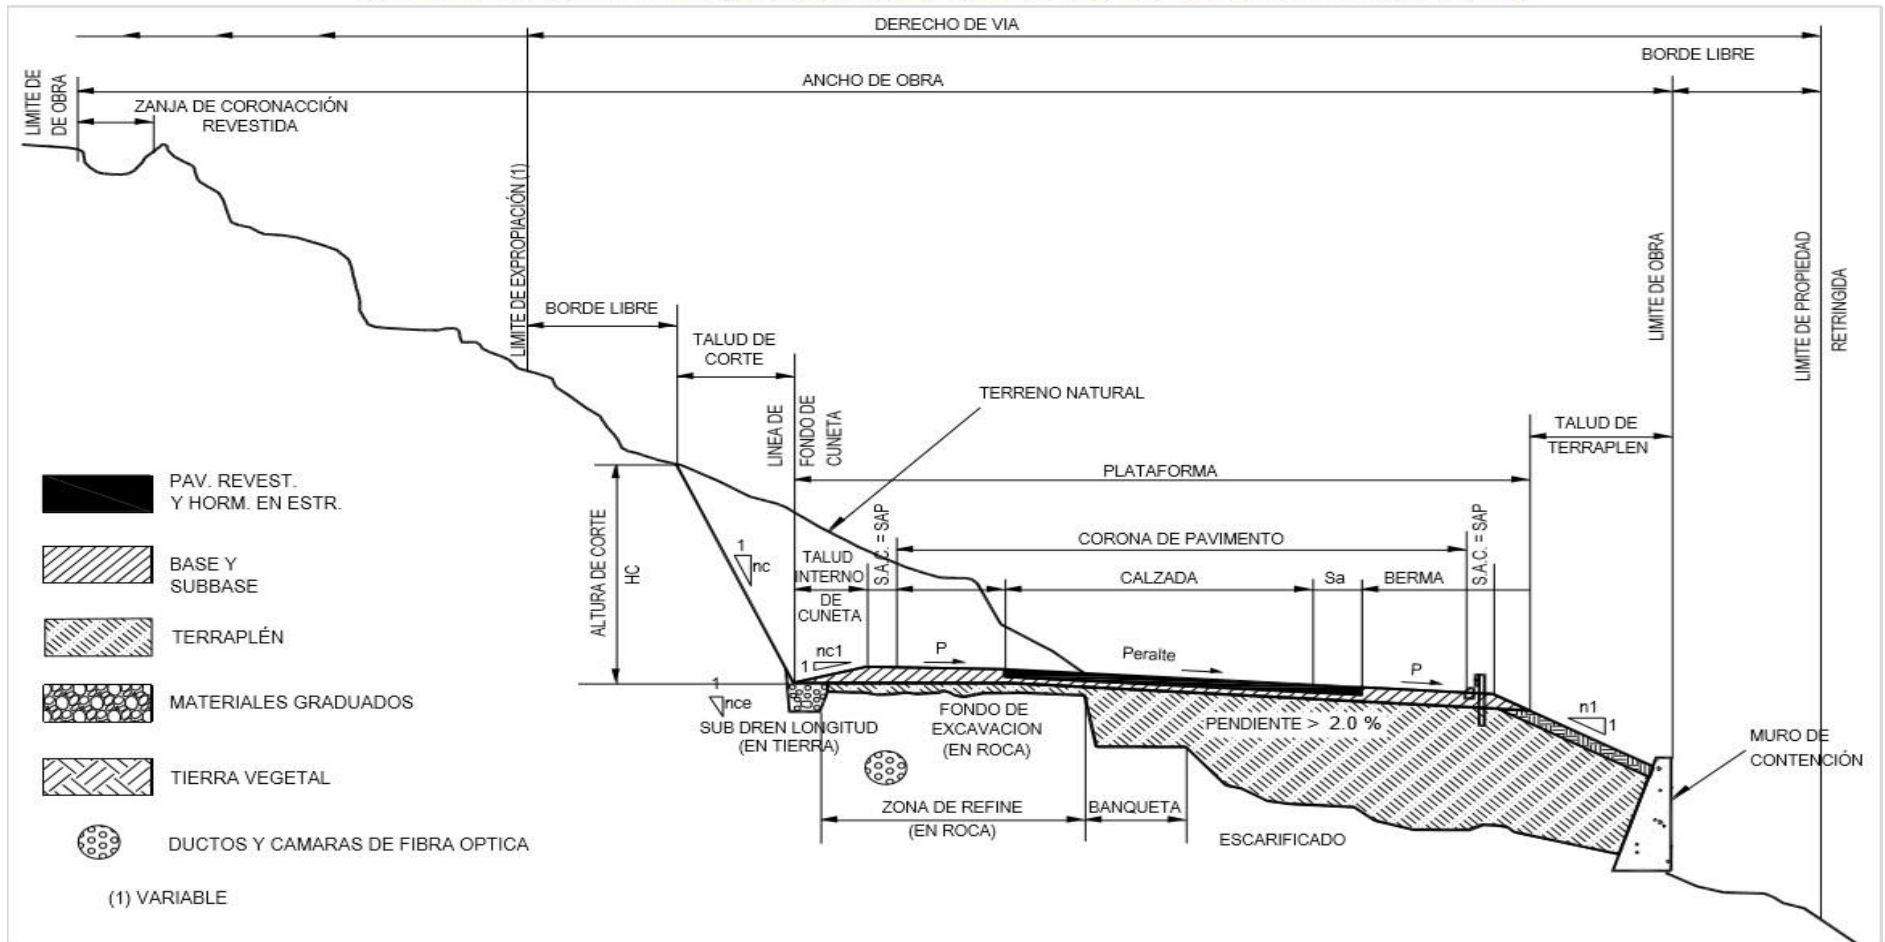 DERECHO DE VIA
BORDE LIBRE
ANCHO DE OBRA
LIMITE DE
DE OBRA
ZANJA DE CORONACCIÓN
REVESTIDA
LIMITE DE EXPROPIACIÓN (1)
BORDE LIBRE
TALUD DE
CORTE
LINEA DE
FONDO DE
CUNETA
TERRENO NATURAL
LIMITE DE OBRA
LIMITE DE PROPIEDAD
RETRINGIDA
TALUD DE
TERRAPLEN
PLATAFORMA
S.A.C. = SAP
CORONA DE PAVIMENTO
S.A.C. = SAP
TALUD
INTERNO
DE
CUNETA
CALZADA
Sa
BERMA
ALTURA DE CORTE
HC
1
nc
nc1
1
P
Peralte
P
1
nce
SUB DREN LONGITUD
(EN TIERRA)
FONDO DE
EXCAVACION
(EN ROCA)
PENDIENTE > 2.0 %
n1
1
MURO DE
CONTENCIÓN
ZONA DE REFINE
(EN ROCA)
BANQUETA
ESCARIFICADO
PAV. REVEST.
Y HORM. EN ESTR.
BASE Y
SUBBASE
TERRAPLÉN
MATERIALES GRADUADOS
TIERRA VEGETAL
DUCTOS Y CAMARAS DE FIBRA OPTICA
(1) VARIABLE